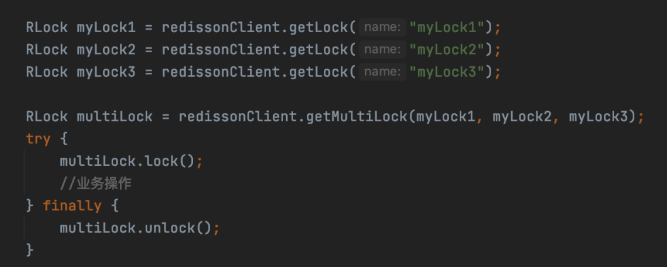 RLock myLock1 = redissonClient.getLock( name: "myLock1");
RLock myLock2 = redissonClient.getLock( name: "myLock2");
RLock myLock3 = redissonClient.getLock( name: "myLock3");
RLock multiLock = redissonClient.getMultiLock(myLock1, myLock2, myLock3);
try {
multiLock.lock();
//业务操作
} finally {
multiLock.unlock();
}